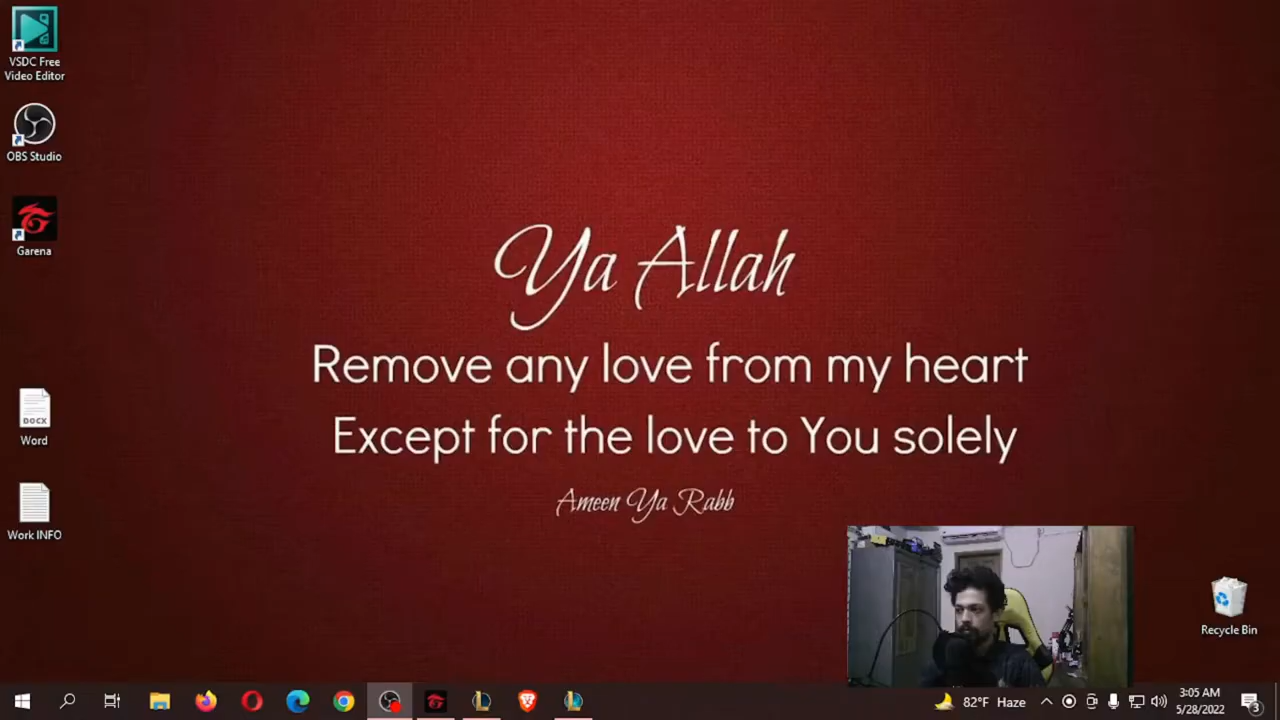 VSDC Free
Video Editor
OBS Studio
Garena
Ya Allah
Remove any love from my heart
Except for the love to You solely
Ameen Ya Rabb
DOCX
Word
Work INFO
Recycle Bin
82°F Haze
3:05 AM
5/28/2022
3